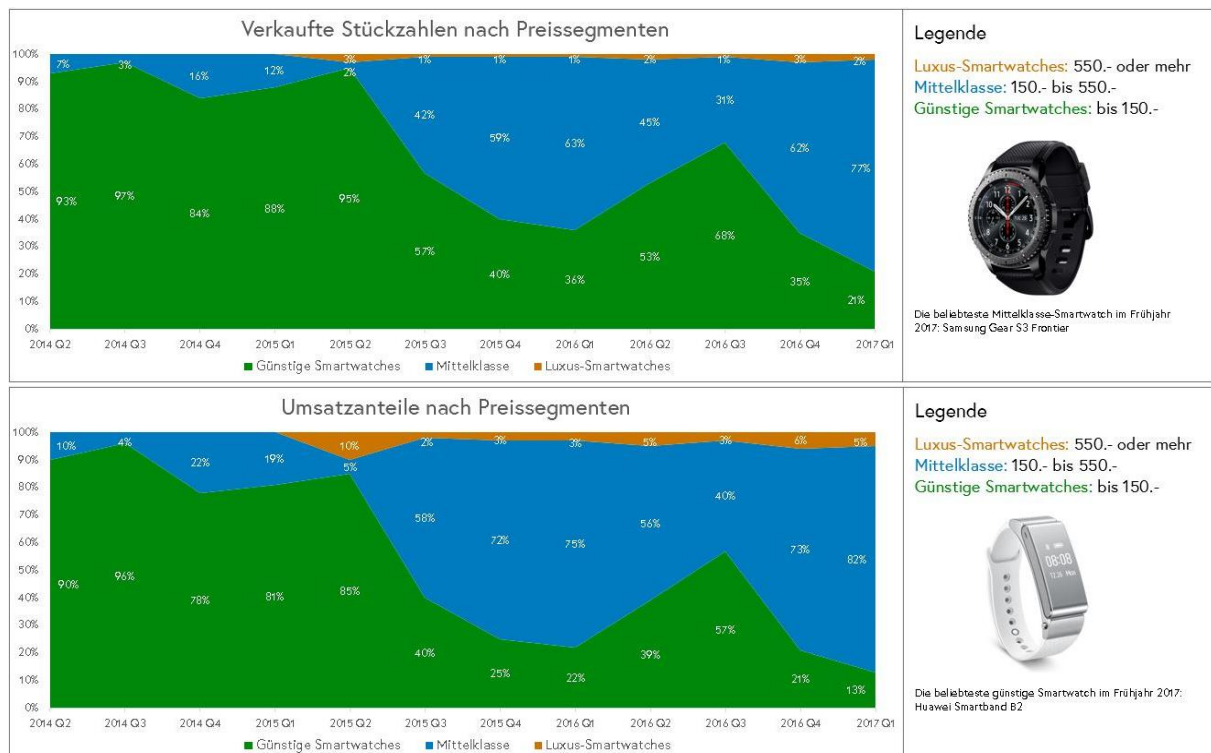 Verkaufte Stückzahlen nach Preissegmenten
100%
90%
80%
70%
60%
50%
40%
30%
20%
10%
0%
7% 3% 16% 12% 3% 1% 1% 1% 2% 1% 3% 2%
2% 42% 59% 63% 45% 31% 62% 77%
93% 97% 84% 88% 95% 57% 40% 36% 53% 68% 35% 21%
2014 Q2 2014 Q3 2014 Q4 2015 Q1 2015 Q2 2015 Q3 2015 Q4 2016 Q1 2016 Q2 2016 Q3 2016 Q4 2017 Q1
Günstige Smartwatches Mittelklasse Luxus-Smartwatches
Legende
Luxus-Smartwatches: 550.- oder mehr
Mittelklasse: 150.- bis 550.-
Günstige Smartwatches: bis 150.-
Die beliebteste Mittelklasse-Smartwatch im Frühjahr
2017: Samsung Gear S3 Frontier
Umsatzanteile nach Preissegmenten
100%
90%
80%
70%
60%
50%
40%
30%
20%
10%
0%
10% 4% 22% 19% 10% 2% 3% 3% 5% 3% 6% 5%
5% 58% 72% 75% 56% 40% 73% 82%
90% 96% 78% 81% 85% 40% 25% 22% 39% 57% 21% 13%
2014 Q2 2014 Q3 2014 Q4 2015 Q1 2015 Q2 2015 Q3 2015 Q4 2016 Q1 2016 Q2 2016 Q3 2016 Q4 2017 Q1
Günstige Smartwatches Mittelklasse Luxus-Smartwatches
Legende
Luxus-Smartwatches: 550.- oder mehr
Mittelklasse: 150.- bis 550.-
Günstige Smartwatches: bis 150.-
08:08
Die beliebteste günstige Smartwatch im Frühjahr 2017:
Huawei Smartband B2